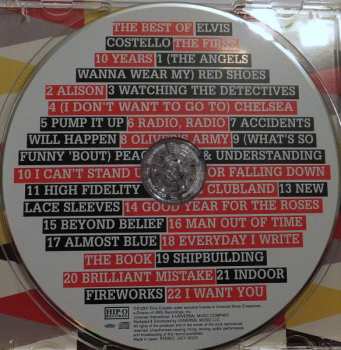 THE BEST OF ELVIS
COSTELLO THE FIRST
10 YEARS 1 (THE ANGELS
WANNA WEAR MY) RED SHOES
2 ALISON 3 WATCHING THE DETECTIVES
4 (I DON'T WANT TO GO TO) CHELSEA
5 PUMP IT UP 6 RADIO, RADIO 7 ACCIDENTS
WILL HAPPEN 8 OLIVER'S ARMY 9 (WHAT'S SO
FUNNY 'BOUT) PEACE & UNDERSTANDING
10 I CAN'T STAND UP FOR FALLING DOWN
11 HIGH FIDELITY CLUBLAND 13 NEW
LACE SLEEVES 14 GOOD YEAR FOR THE ROSES
15 BEYOND BELIEF 16 MAN OUT OF TIME
17 ALMOST BLUE 18 EVERYDAY I WRITE
THE BOOK 19 SHIPBUILDING
20 BRILLIANT MISTAKE 21 INDOOR
FIREWORKS 22 I WANT YOU
HIP-O